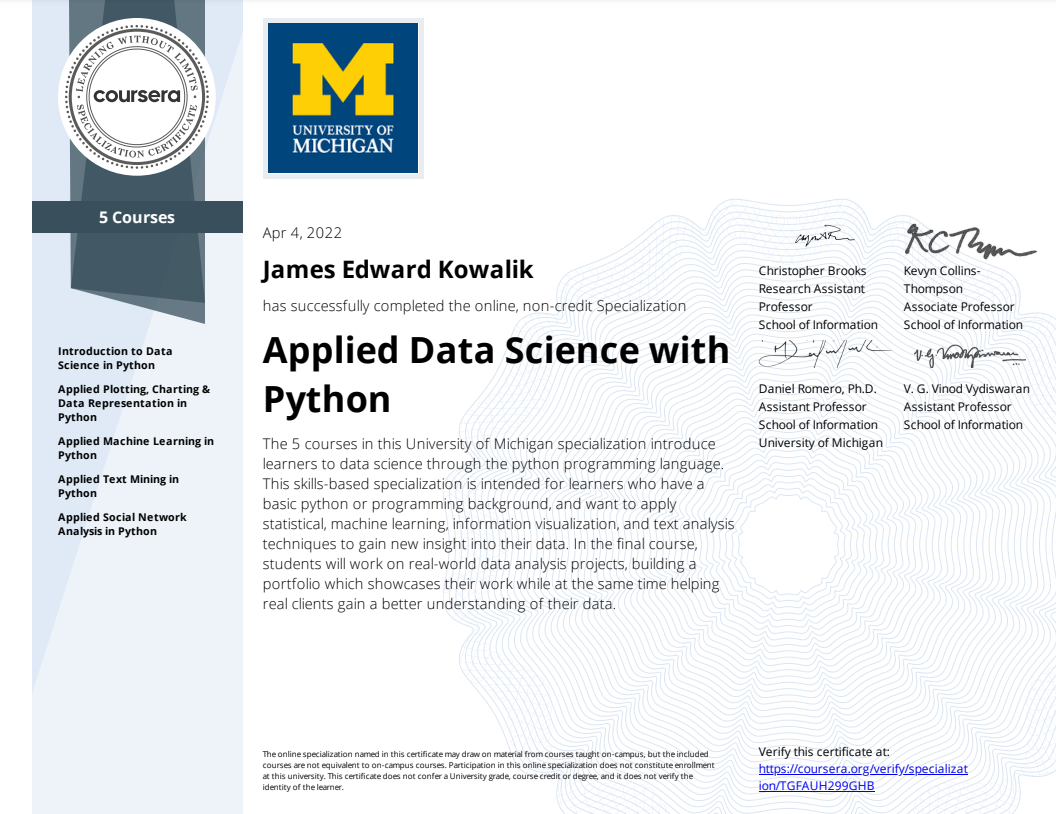 LEARNING WITHOUT LIMITS
coursera
SPECIALIZATION CERTIFICATE
5 Courses
Introduction to Data
Science in Python
Applied Plotting, Charting &
Data Representation in
Python
Applied Machine Learning in
Python
Applied Text Mining in
Python
Applied Social Network
Analysis in Python
M
UNIVERSITY OF
MICHIGAN
Apr 4, 2022
James Edward Kowalik
has successfully completed the online, non-credit Specialization
Applied Data Science with
Python
The 5 courses in this University of Michigan specialization introduce
learners to data science through the python programming language.
This skills-based specialization is intended for learners who have a
basic python or programming background, and want to apply
statistical, machine learning, information visualization, and text analysis
techniques to gain new insight into their data. In the final course,
students will work on real-world data analysis projects, building a
portfolio which showcases their work while at the same time helping
real clients gain a better understanding of their data.
Christopher Brooks
Research Assistant
Professor
School of Information
Kevyn Collins-
Thompson
Associate Professor
School of Information
Daniel Romero, Ph.D.
Assistant Professor
School of Information
University of Michigan
V. G. Vinod Vydiswaran
Assistant Professor
School of Information
The online specialization named in this certificate may draw on material from courses taught on-campus, but the included
courses are not equivalent to on-campus courses. Participation in this online specialization does not constitute enrollment
at this university. This certificate does not confer a University grade, course credit or degree, and it does not verify the
identity of the learner.
Verify this certificate at:
https://coursera.org/verify/specializat
ion/TGFAUH299GHB